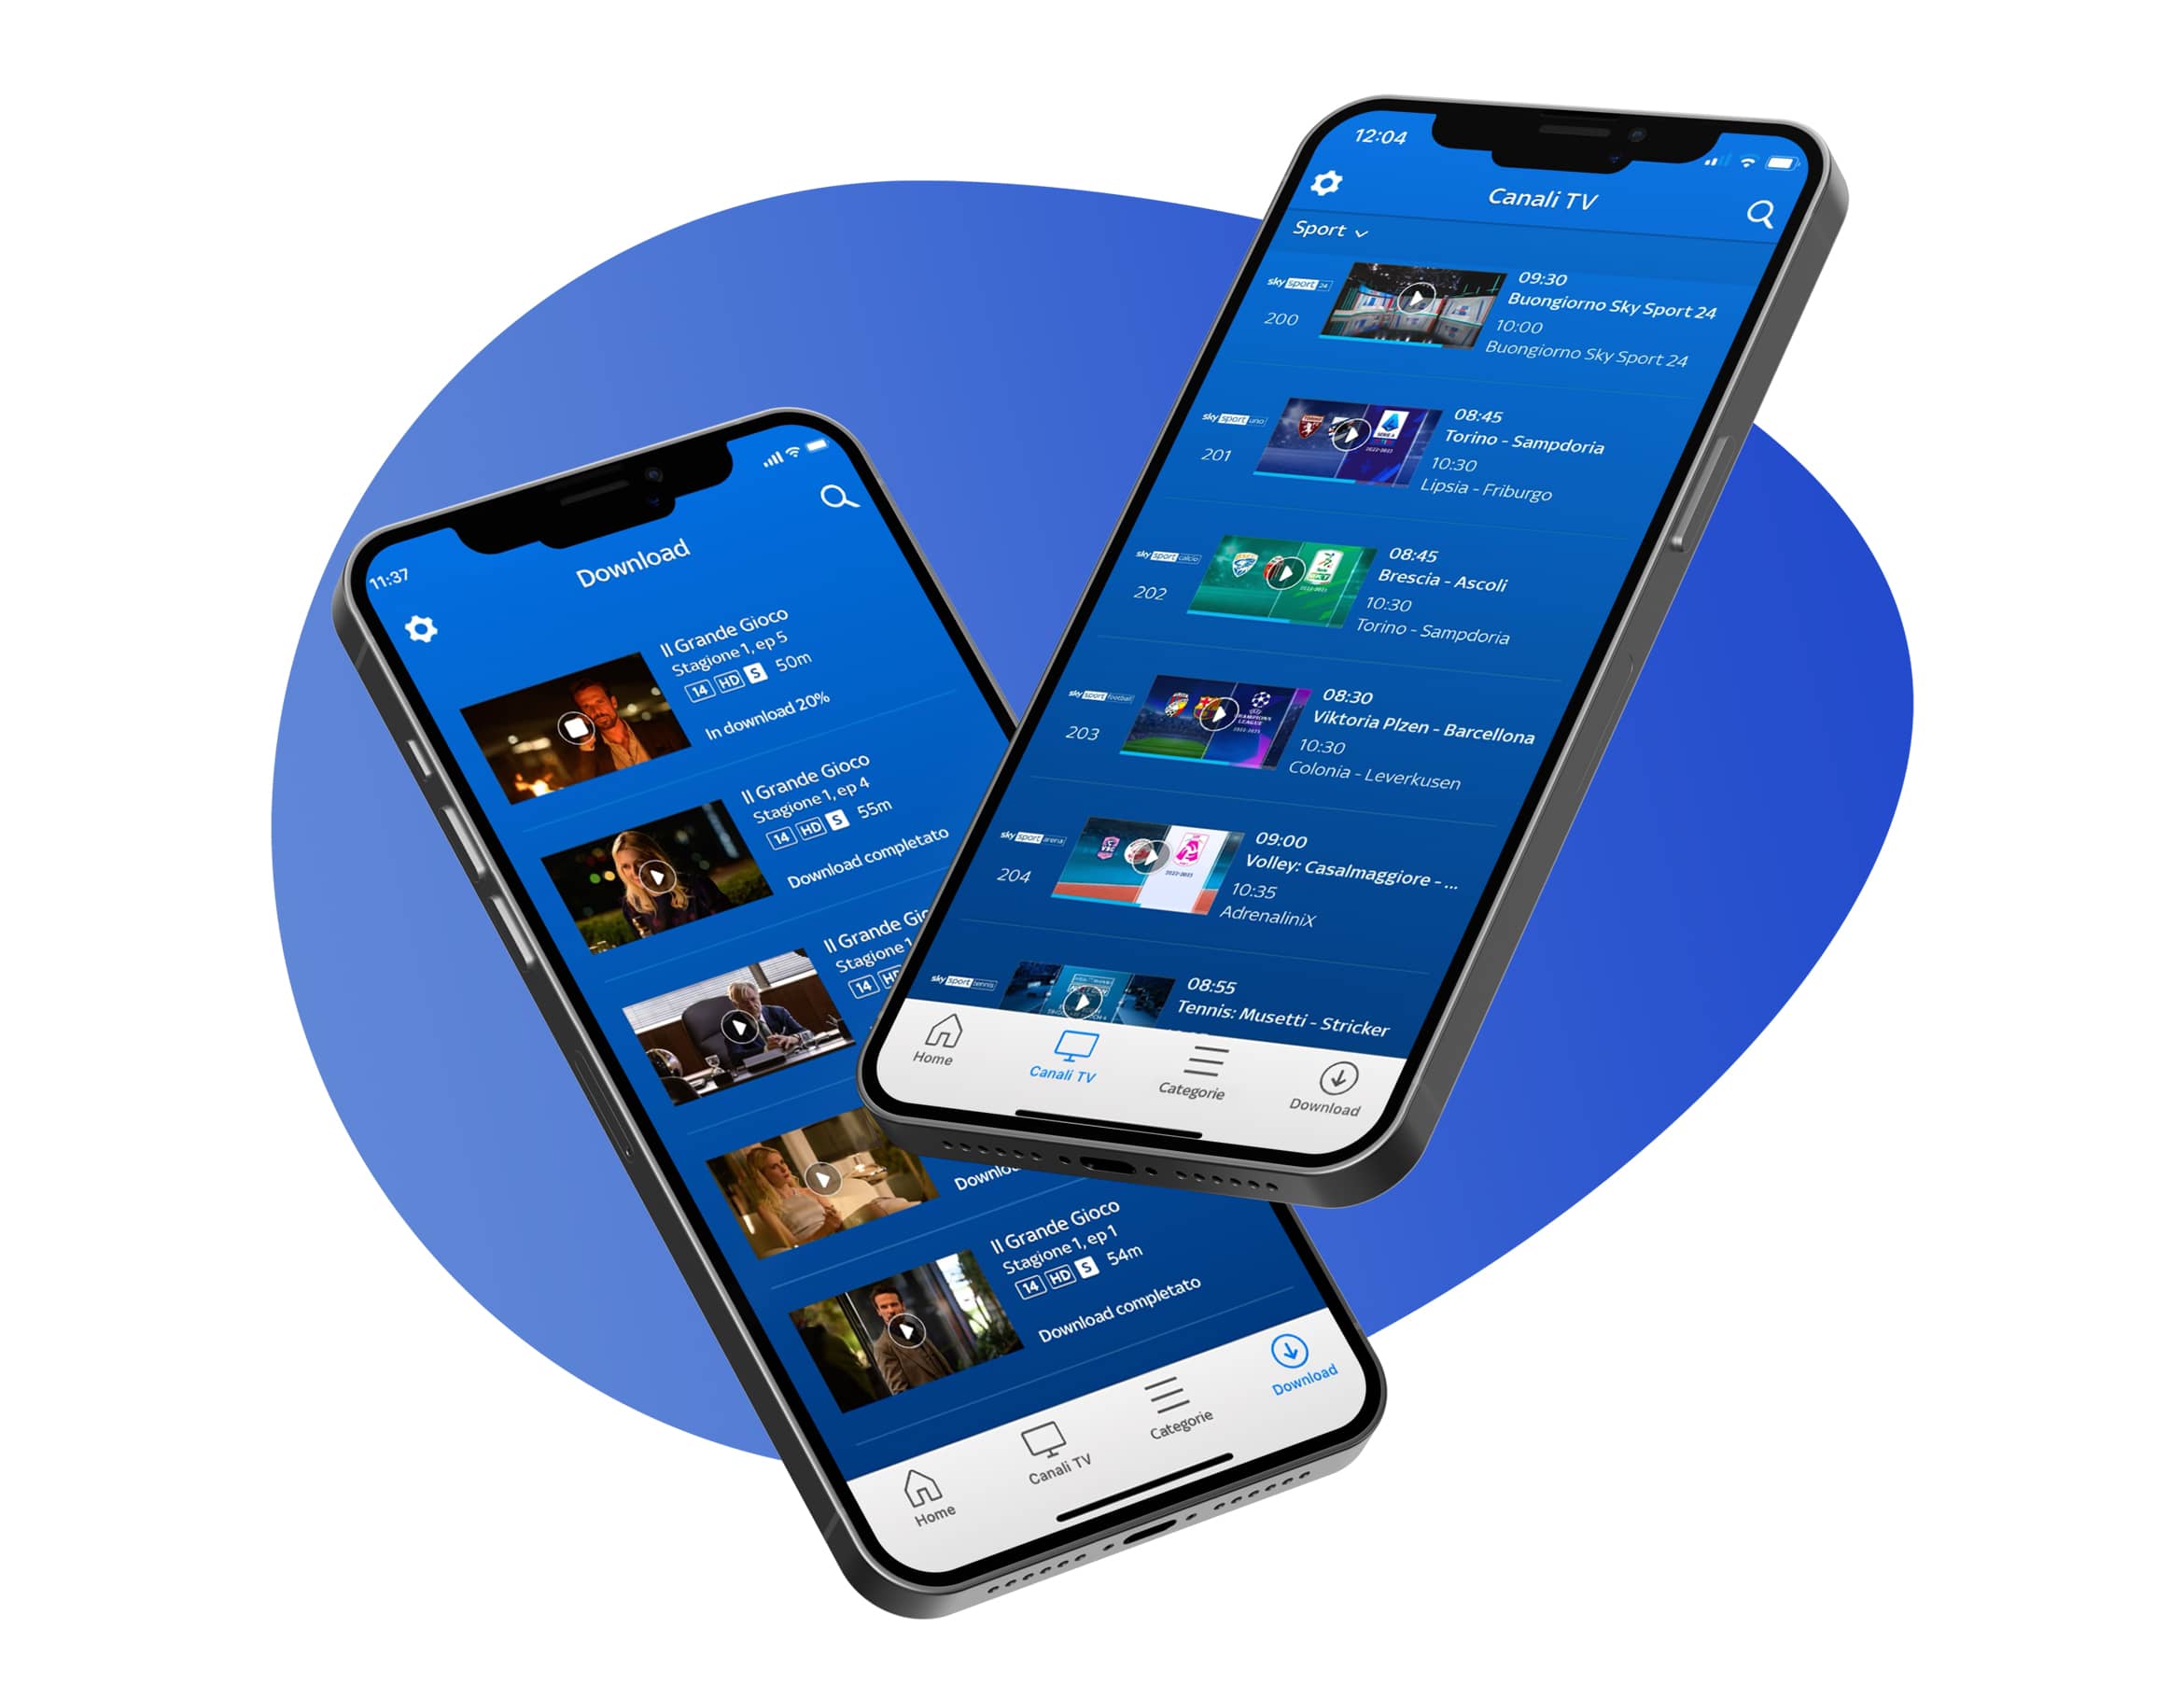 11:37
Download
Il Grande Gioco
Stagione 1, ep 5
14 HD S 50m
In download 20%
Il Grande Gioco
Stagione 1, ep 4
14 HD S 55m
Download completato
Il Grande
Stagione 1
14
Il Grande Gioco
Stagione 1, ep 1
14 HD S 54m
Download completato
Home
Canali TV
Categorie
Download
12:04
Canali TV
Sport
sky sport 24
200
09:30
Buongiorno Sky Sport 24
10:00
Buongiorno Sky Sport 24
sky sport uno
201
08:45
Torino - Sampdoria
10:30
Lipsia - Friburgo
sky sport calcio
202
08:45
Brescia - Ascoli
10:30
Torino - Sampdoria
sky sport football
203
08:30
Viktoria Plzen - Barcellona
10:30
Colonia - Leverkusen
sky sport arena
204
09:00
Volley: Casalmaggiore - ...
10:35
AdrenaliniX
sky sport tennis
08:55
Tennis: Musetti - Stricker
Home
Canali TV
Categorie
Download